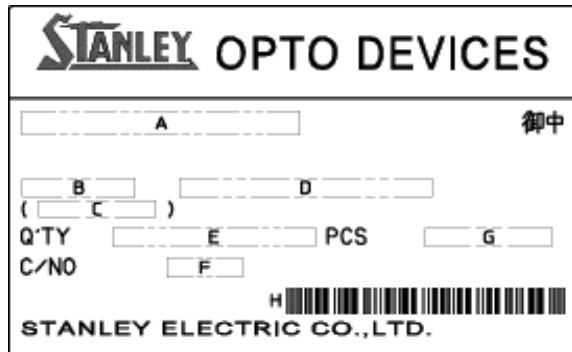 STANLEY OPTO DEVICES
A 御中
B D
( C )
Q'TY E PCS G
C/NO F
H
STANLEY ELECTRIC CO.,LTD.